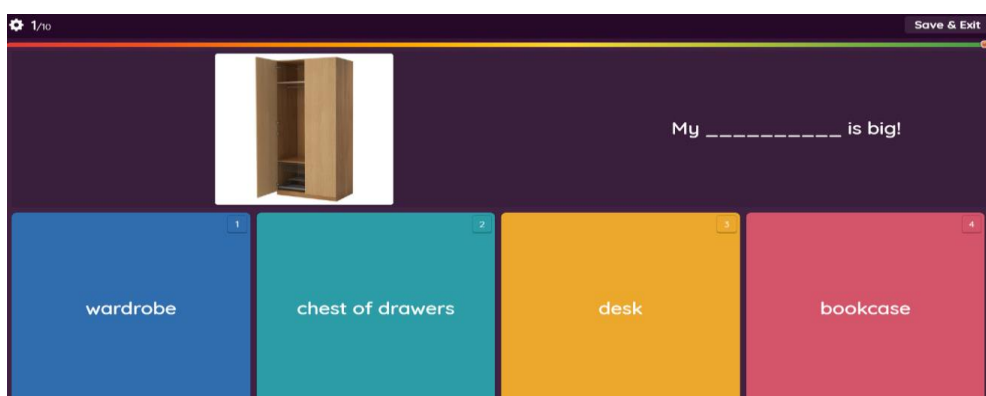 1/10
Save & Exit
My __________ is big!
1
wardrobe
2
chest of drawers
3
desk
4
bookcase